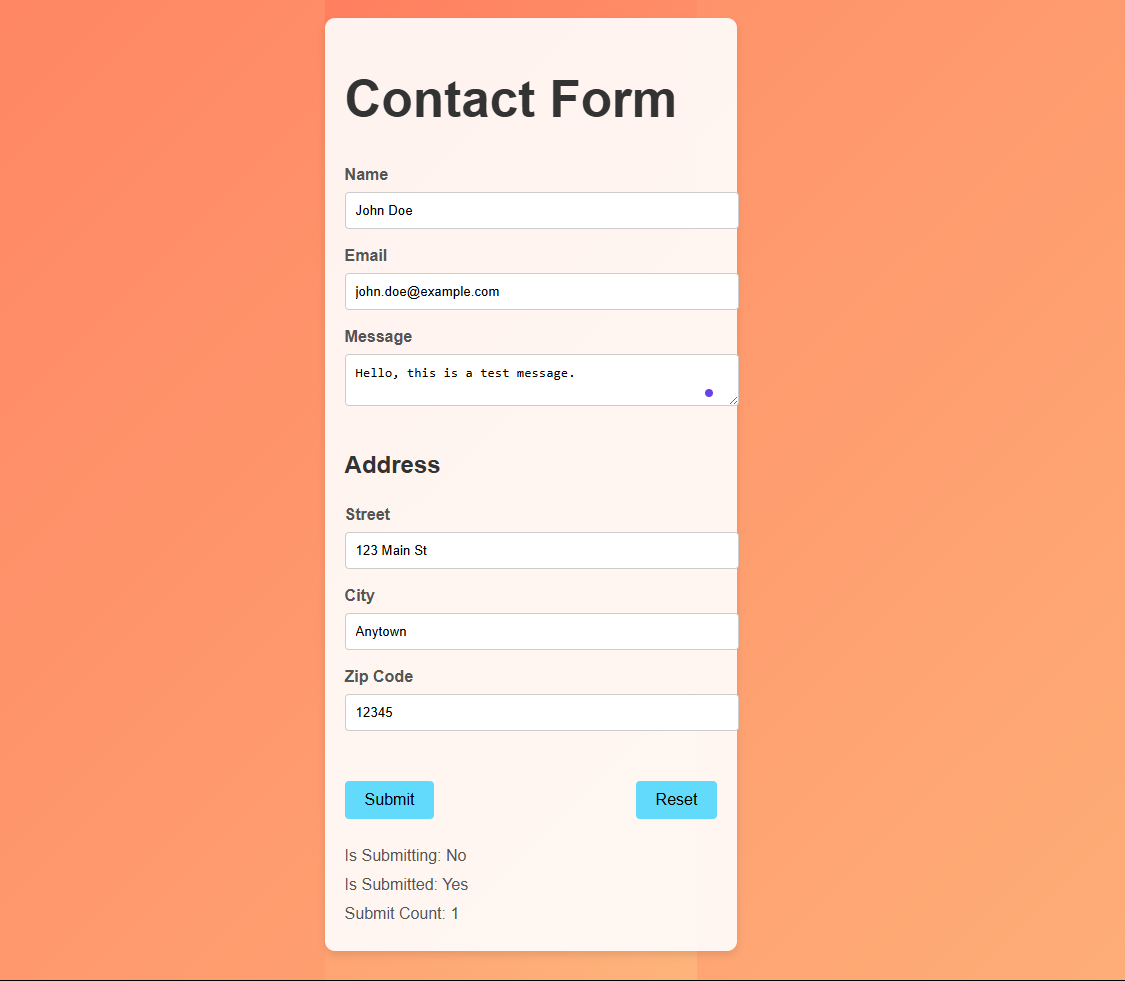 Contact Form
Name
John Doe
Email
john.doe@example.com
Message
Hello, this is a test message.
Address
Street
123 Main St
City
Anytown
Zip Code
12345
Submit
Reset
Is Submitting: No
Is Submitted: Yes
Submit Count: 1